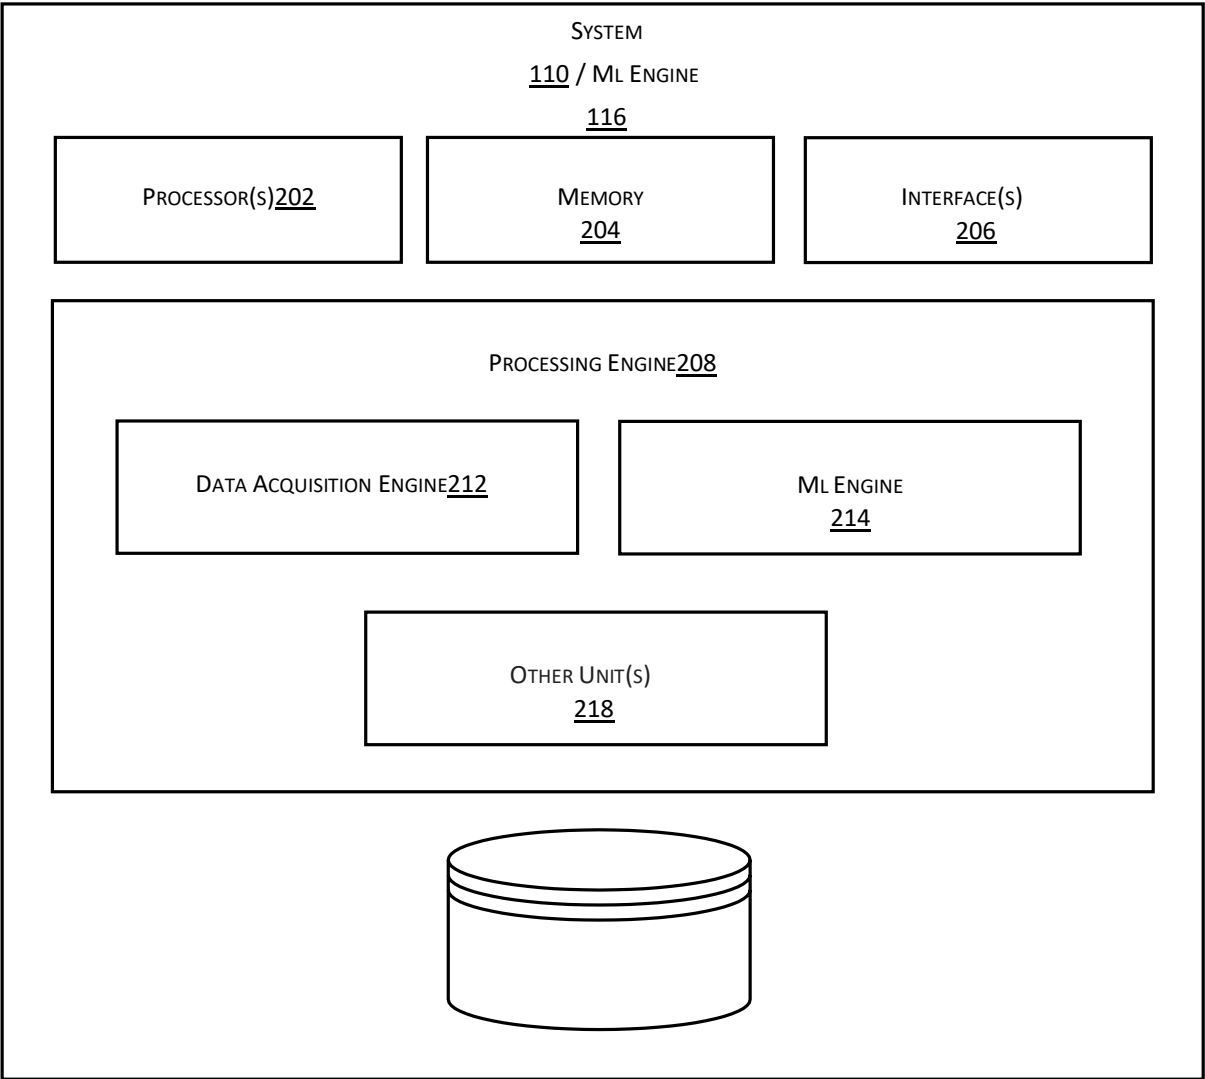 SYSTEM
110 / ML ENGINE
116
PROCESSOR(S)202
MEMORY
204
INTERFACE(S)
206
PROCESSING ENGINE208
DATA ACQUISITION ENGINE212
ML ENGINE
214
OTHER UNIT(S)
218